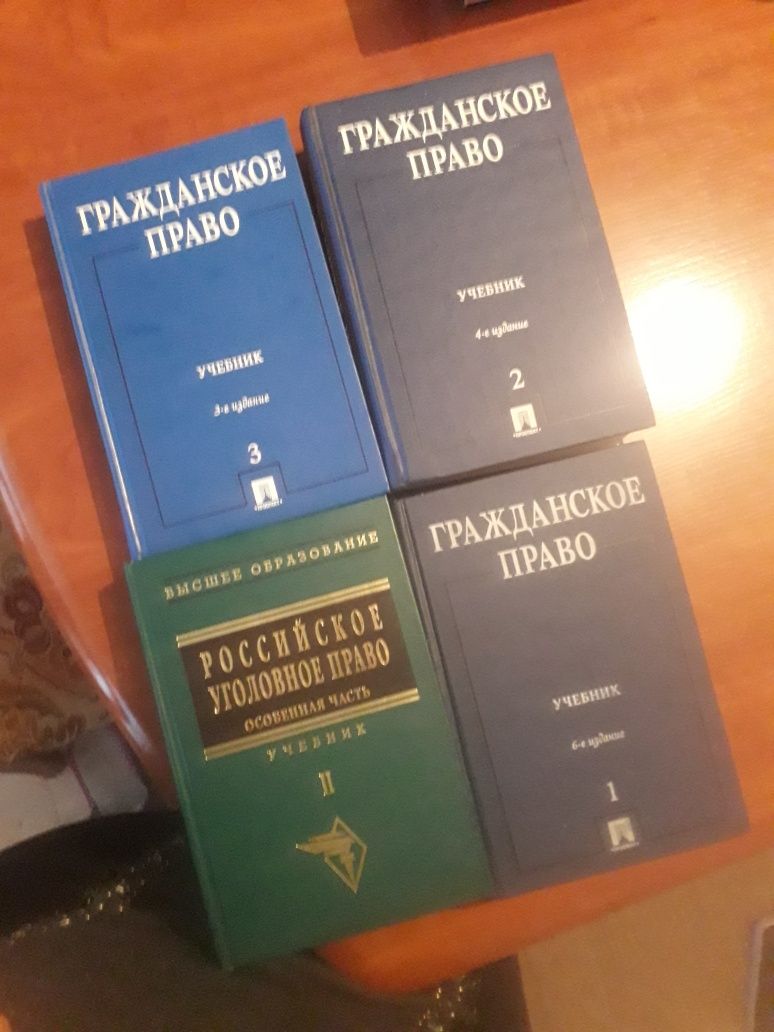 ГРАЖДАНСКОЕ
ПРАВО
УЧЕБНИК
3-е издание
3
ГРАЖДАНСКОЕ
ПРАВО
УЧЕБНИК
4-е издание
2
ВЫСШЕЕ ОБРАЗОВАНИЕ
РОССИЙСКОЕ
УГОЛОВНОЕ ПРАВО
ОСОБЕННАЯ ЧАСТЬ
УЧЕБНИК
II
ГРАЖДАНСКОЕ
ПРАВО
УЧЕБНИК
6-е издание
1